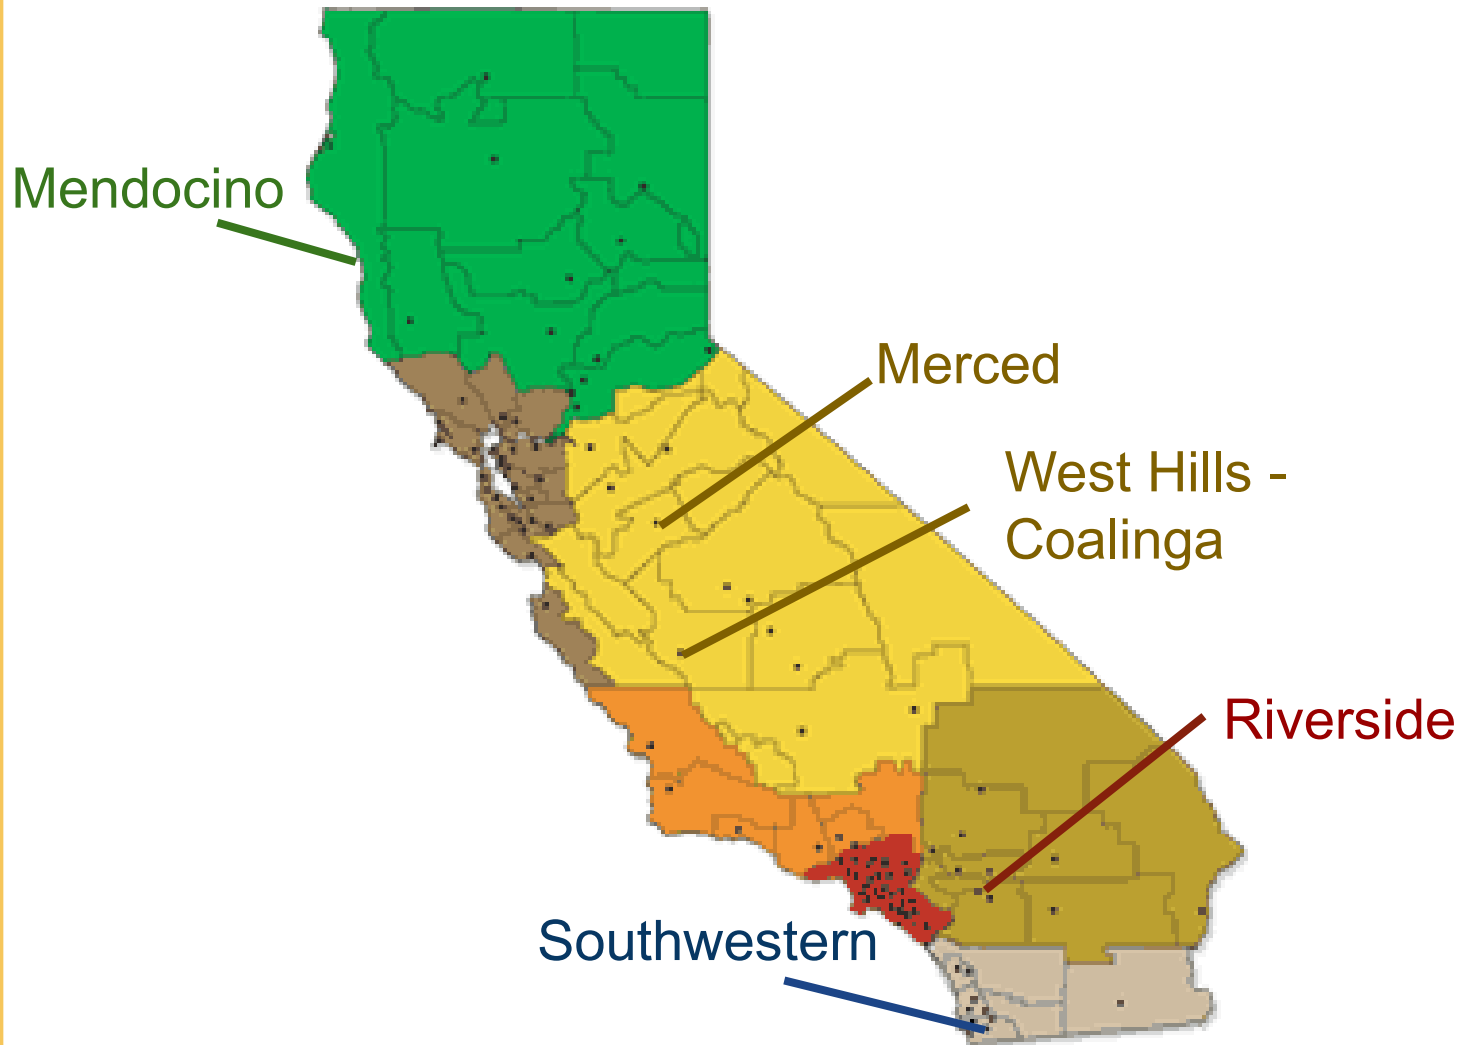 Mendocino
Merced
West Hills -
Coalinga
Riverside
Southwestern